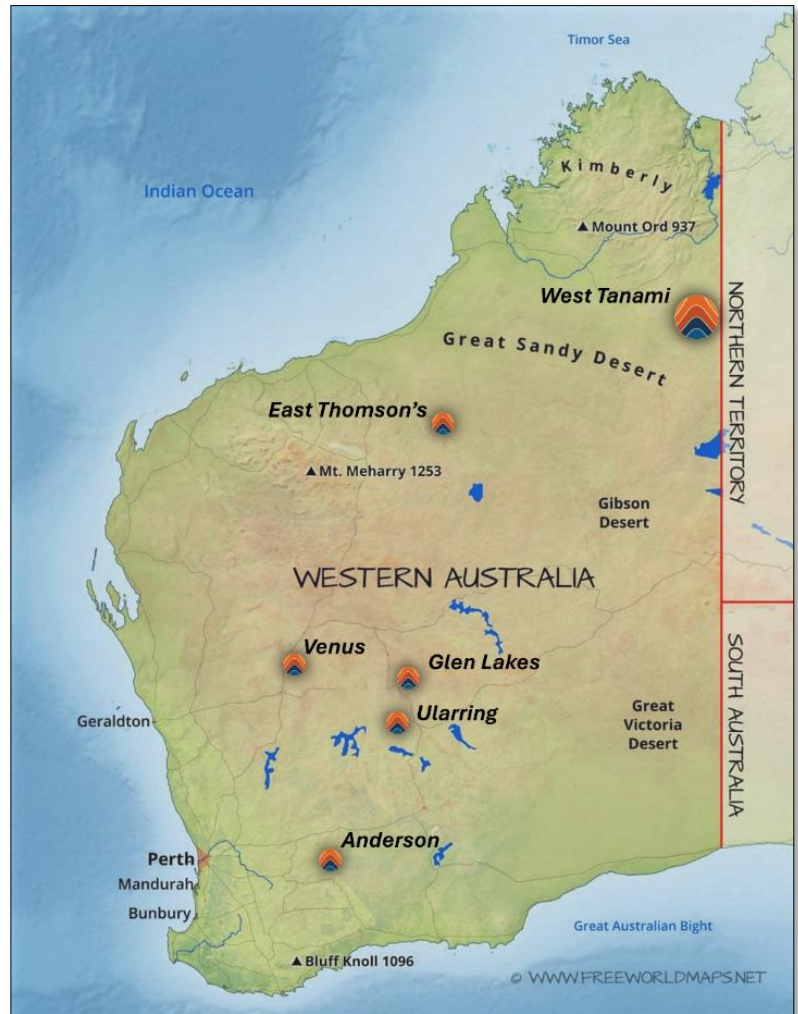 Timor Sea
Kimberly
Indian Ocean
Mount Ord 937
West Tanami
NORTHERN TERRITORY
Great Sandy Desert
East Thomson's
Mt. Meharry 1253
Gibson
Desert
WESTERN AUSTRALIA
Venus
Glen Lakes
SOUTH AUSTRALIA
Ularring
Geraldton
Great
Victoria
Desert
Anderson
Perth
Mandurah
Bunbury
Great Australian Bight
Bluff Knoll 1096
© WWW.FREEWORLDMAPS.NET